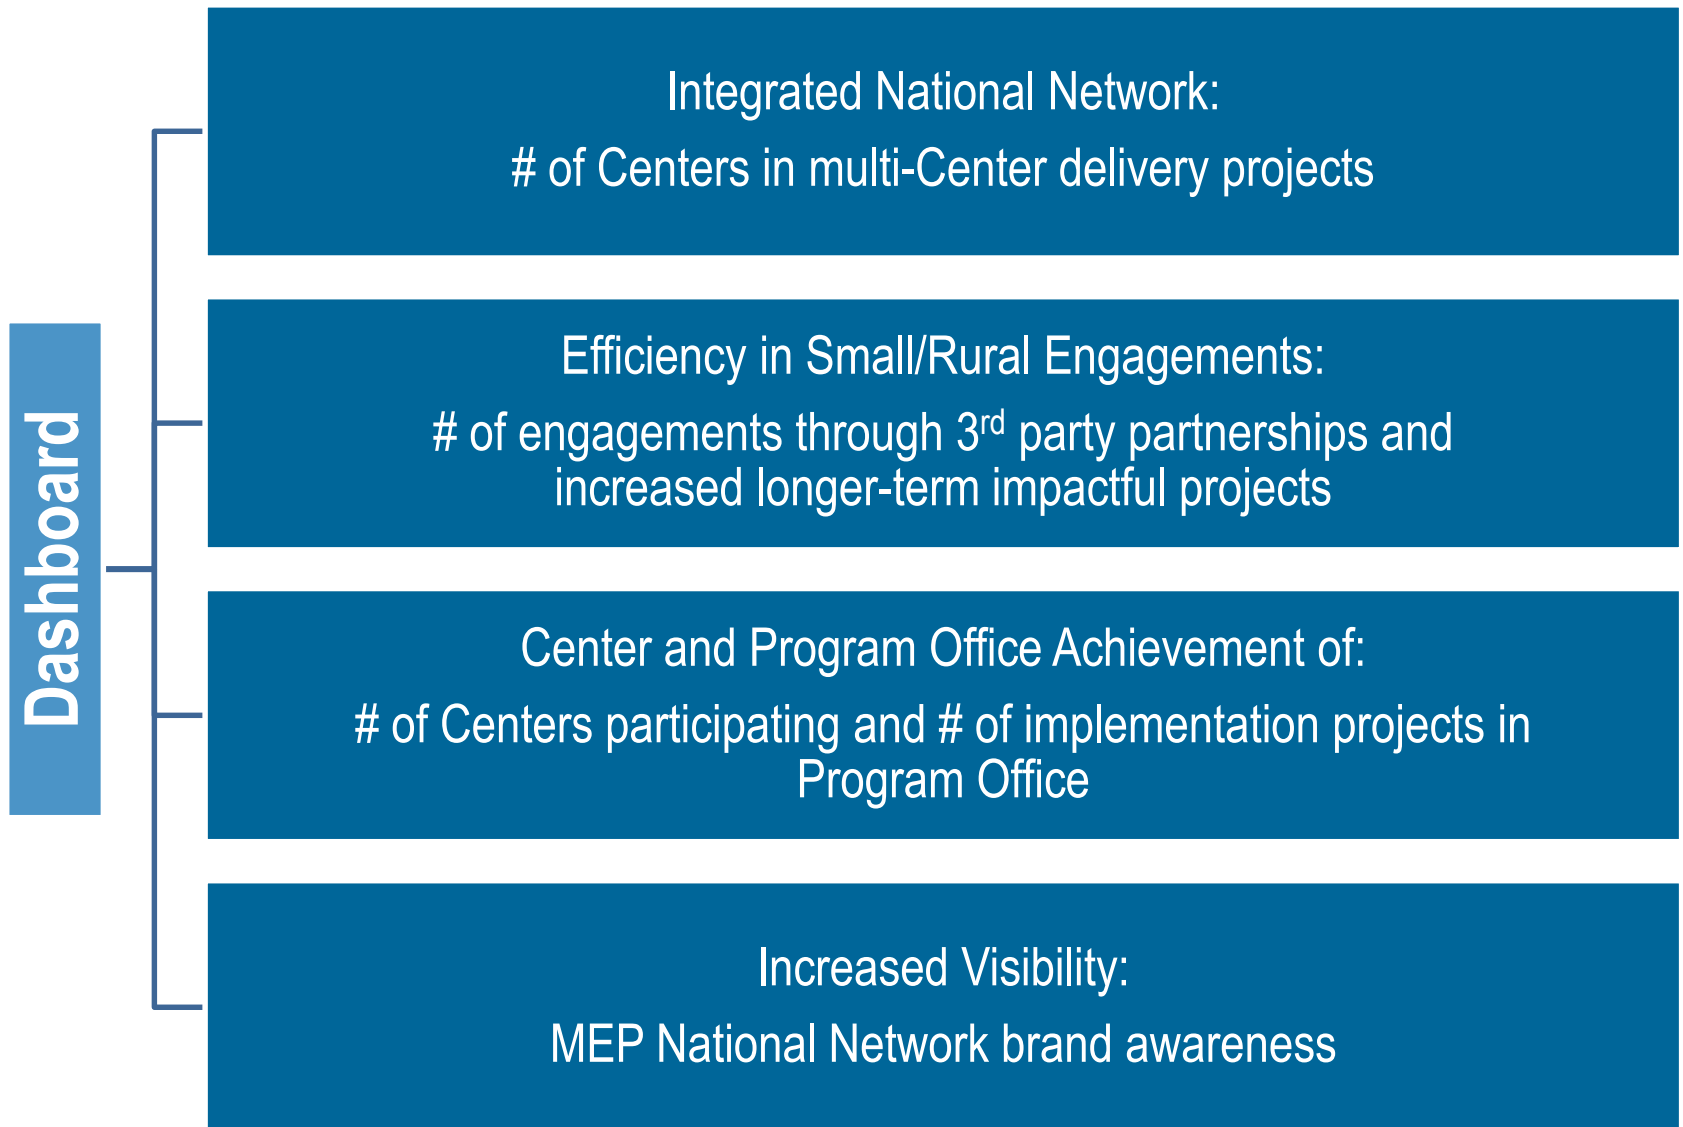 Dashboard
Integrated National Network:
# of Centers in multi-Center delivery projects
Efficiency in Small/Rural Engagements:
# of engagements through 3rd party partnerships and
increased longer-term impactful projects
Center and Program Office Achievement of:
# of Centers participating and # of implementation projects in
Program Office
Increased Visibility:
MEP National Network brand awareness